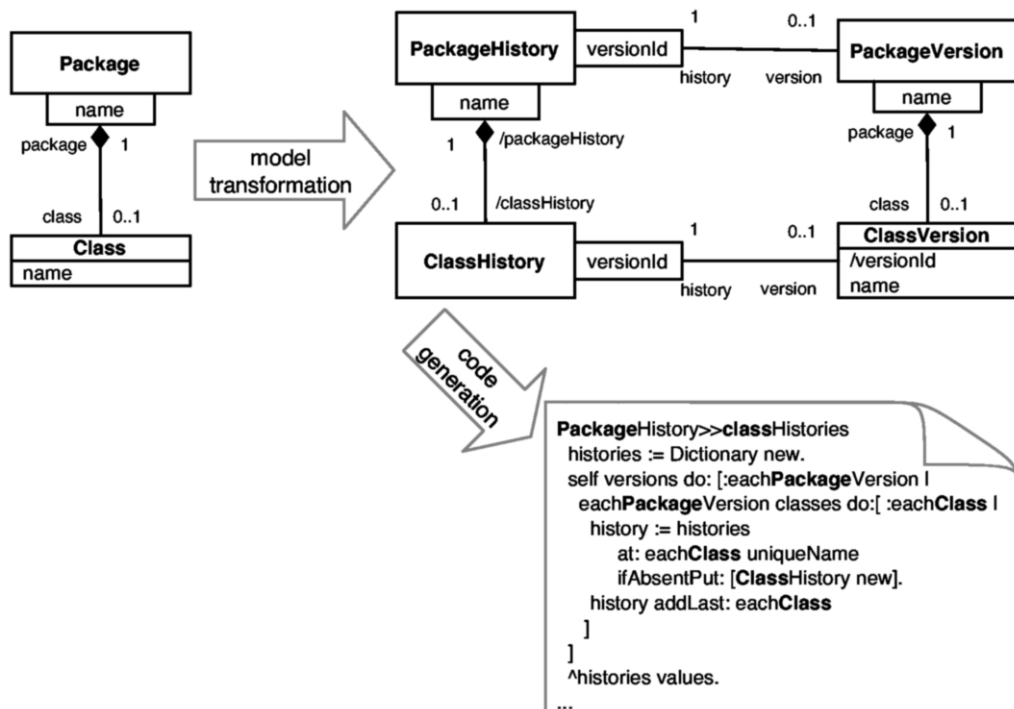 Package
name
package 1
class 0..1
Class
name
model
transformation
PackageHistory
versionId
name
1 0..1
history version
PackageVersion
name
1 /packageHistory
0..1 /classHistory
package 1
class 0..1
ClassHistory
versionId
1 0..1
history version
ClassVersion
/versionId
name
code
generation
PackageHistory>>classHistories
histories := Dictionary new.
self versions do: [:eachPackageVersion |
eachPackageVersion classes do:[ :eachClass |
history := histories
at: eachClass uniqueName
ifAbsentPut: [ClassHistory new].
history addLast: eachClass
]
]
^histories values.
...